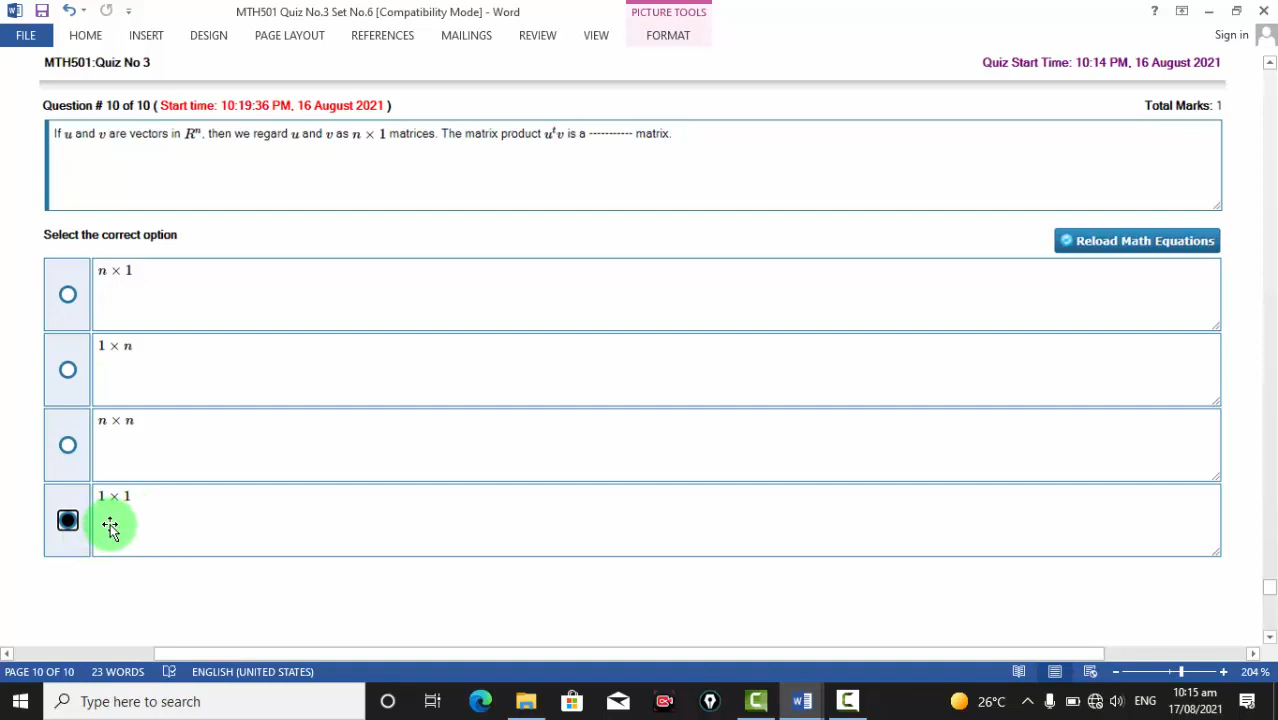 MTH501 Quiz No.3 Set No.6 [Compatibility Mode] - Word
PICTURE TOOLS
?
Sign in
FILE HOME INSERT DESIGN PAGE LAYOUT REFERENCES MAILINGS REVIEW VIEW FORMAT
MTH501:Quiz No 3
Quiz Start Time: 10:14 PM, 16 August 2021
Question # 10 of 10 ( Start time: 10:19:36 PM, 16 August 2021 )
Total Marks: 1
If u and v are vectors in Rⁿ, then we regard u and v as n × 1 matrices. The matrix product uᵗv is a ----------- matrix.
Select the correct option
Reload Math Equations
n × 1
1 × n
n × n
1 × 1
PAGE 10 OF 10 23 WORDS ENGLISH (UNITED STATES)
204 %
Type here to search
26°C
ENG
10:15 am
17/08/2021